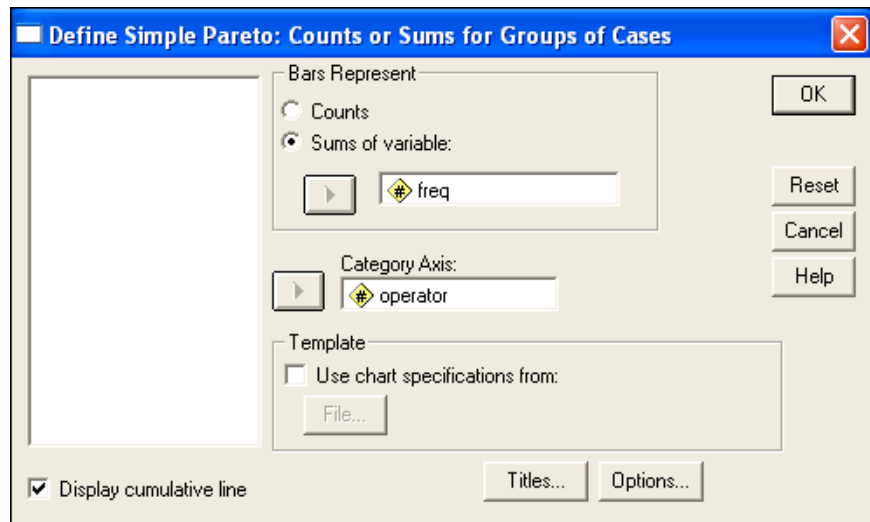 Define Simple Pareto: Counts or Sums for Groups of Cases
Bars Represent
Counts
Sums of variable:
freq
Category Axis:
operator
Template
Use chart specifications from:
File...
Display cumulative line
Titles...
Options...
OK
Reset
Cancel
Help